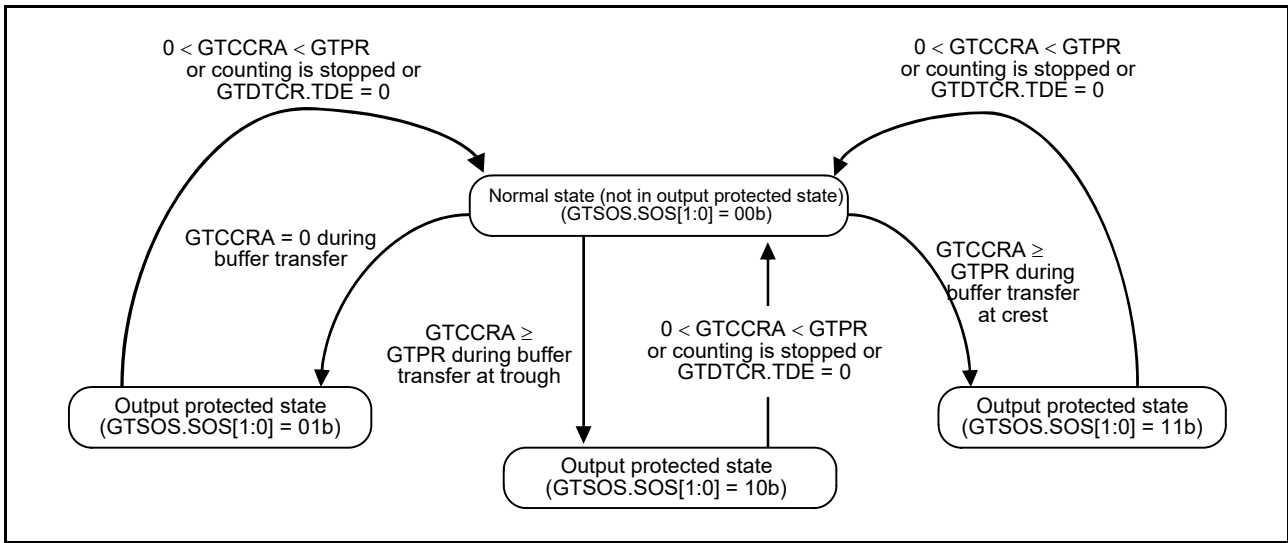 0 < GTCCRA < GTPR
or counting is stopped or
GTDTCR.TDE = 0
0 < GTCCRA < GTPR
or counting is stopped or
GTDTCR.TDE = 0
Normal state (not in output protected state)
(GTSOS.SOS[1:0] = 00b)
GTCCRA = 0 during
buffer transfer
GTCCRA ≥
GTPR during buffer
transfer at trough
0 < GTCCRA < GTPR
or counting is stopped or
GTDTCR.TDE = 0
GTCCRA ≥
GTPR during
buffer transfer
at crest
Output protected state
(GTSOS.SOS[1:0] = 01b)
Output protected state
(GTSOS.SOS[1:0] = 10b)
Output protected state
(GTSOS.SOS[1:0] = 11b)